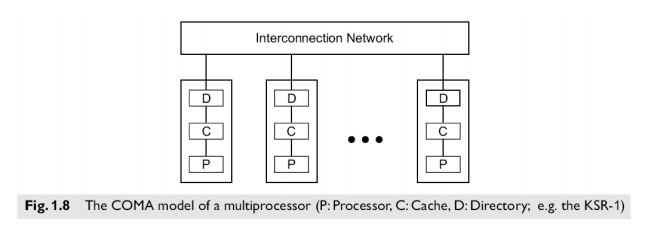 Interconnection Network
D D D
C C C
P P P
Fig. 1.8 The COMA model of a multiprocessor (P: Processor, C: Cache, D: Directory; e.g. the KSR-1)